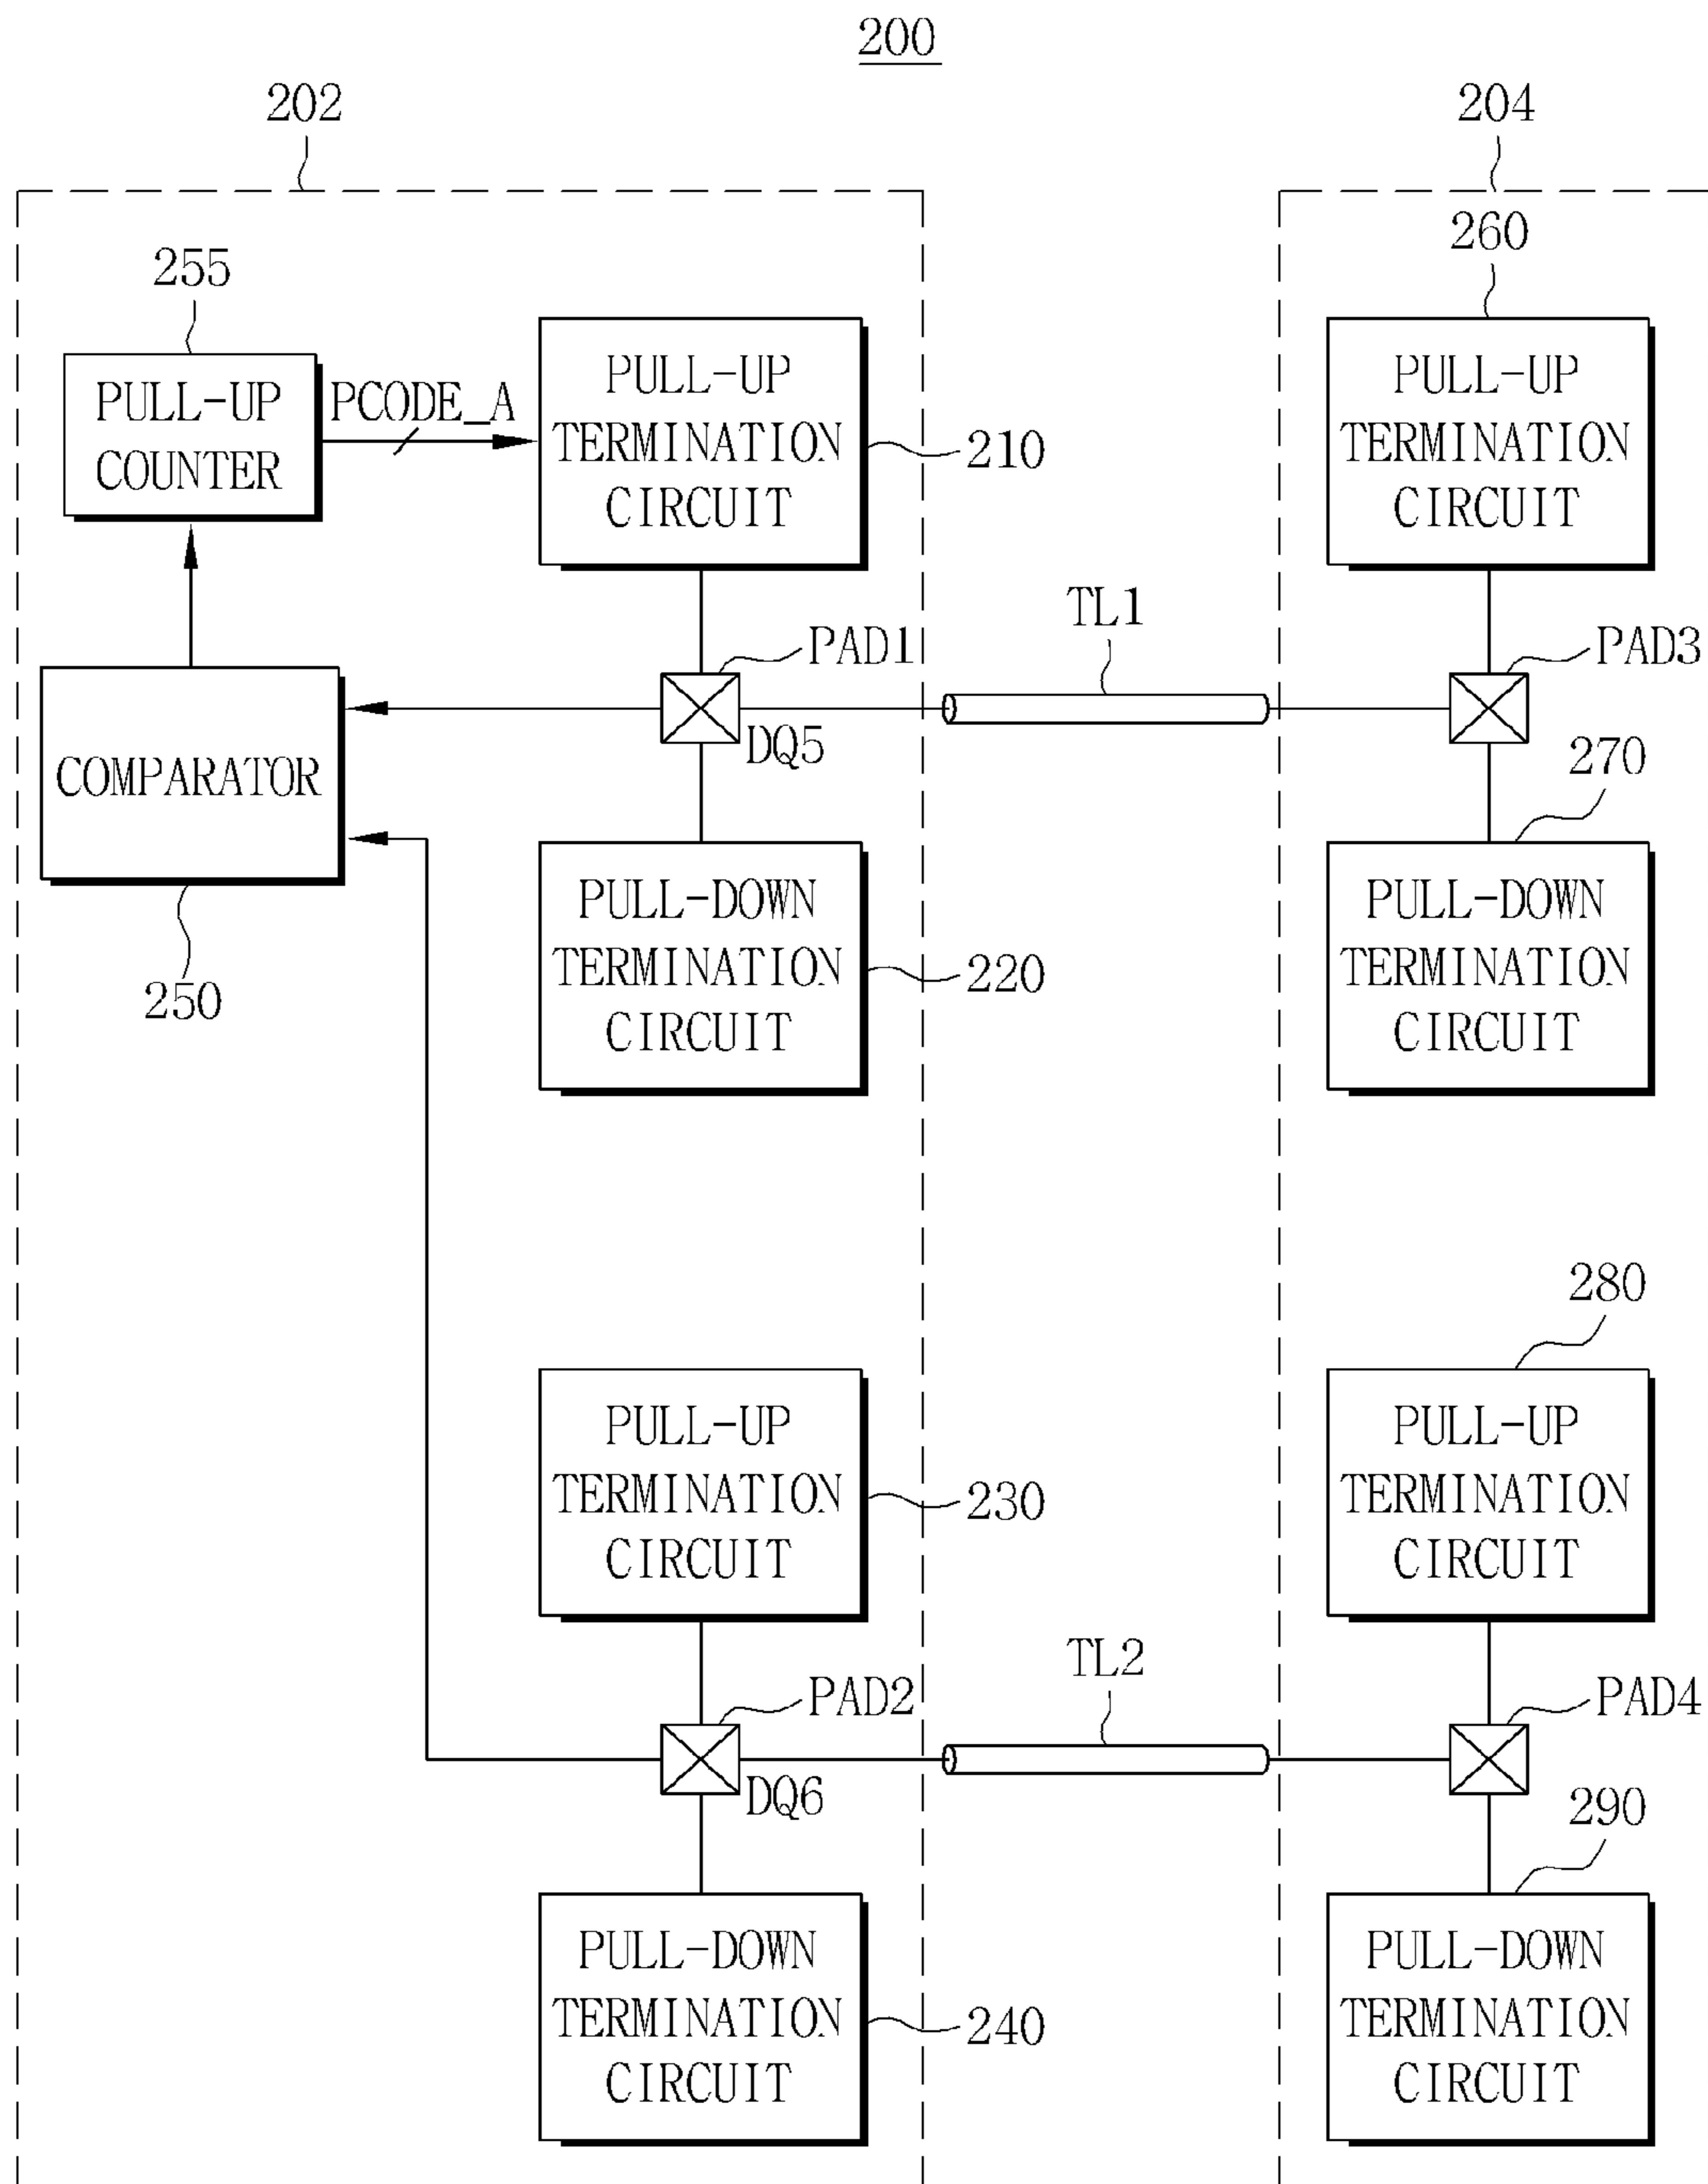 200
202
204
255
260
PULL-UP
COUNTER
PCODE_A
PULL-UP
TERMINATION
CIRCUIT
210
PULL-UP
TERMINATION
CIRCUIT
TL1
PAD1
PAD3
DQ5
COMPARATOR
250
270
PULL-DOWN
TERMINATION
CIRCUIT
220
PULL-DOWN
TERMINATION
CIRCUIT
280
PULL-UP
TERMINATION
CIRCUIT
230
PULL-UP
TERMINATION
CIRCUIT
TL2
PAD2
PAD4
DQ6
290
PULL-DOWN
TERMINATION
CIRCUIT
240
PULL-DOWN
TERMINATION
CIRCUIT